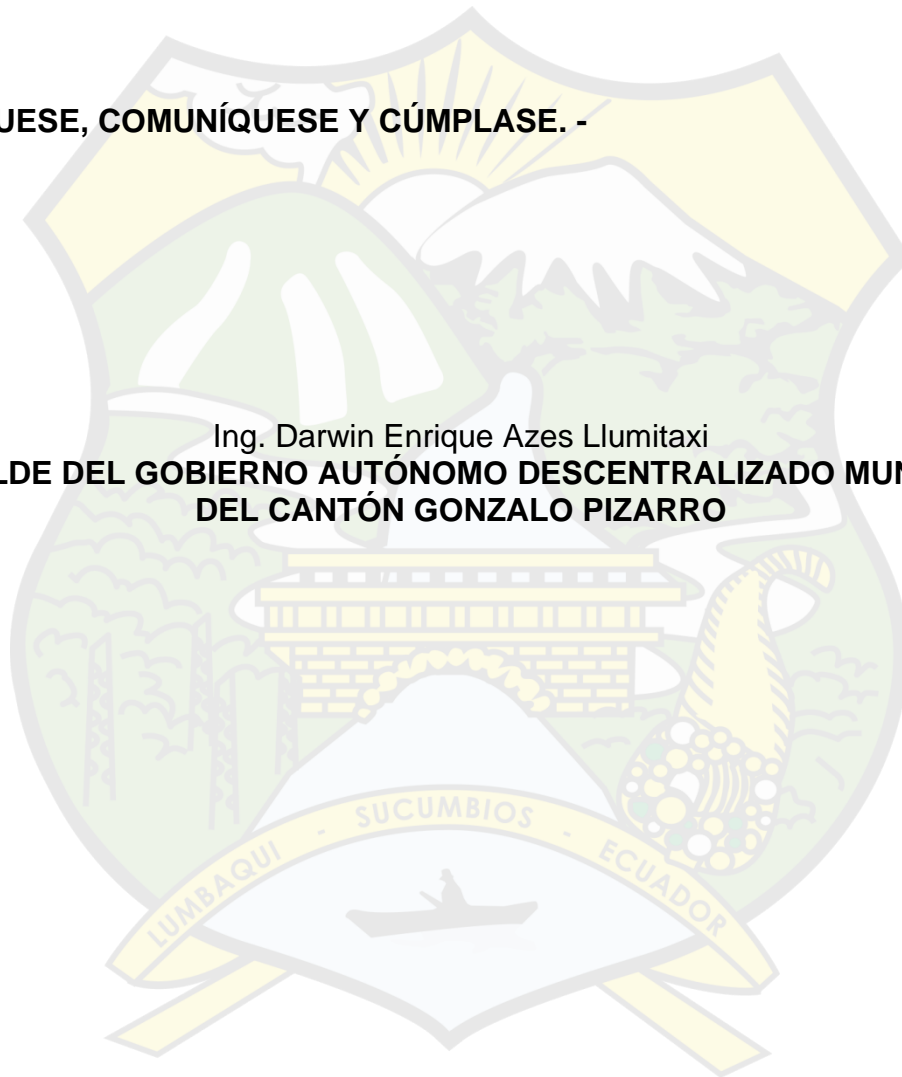 UESE, COMUNÍQUESE Y CÚMPLASE. -
Ing. Darwin Enrique Azes Llumitaxi
LDE DEL GOBIERNO AUTÓNOMO DESCENTRALIZADO MUN
DEL CANTÓN GONZALO PIZARRO
LUMBAQUI - SUCUMBIOS - ECUADOR